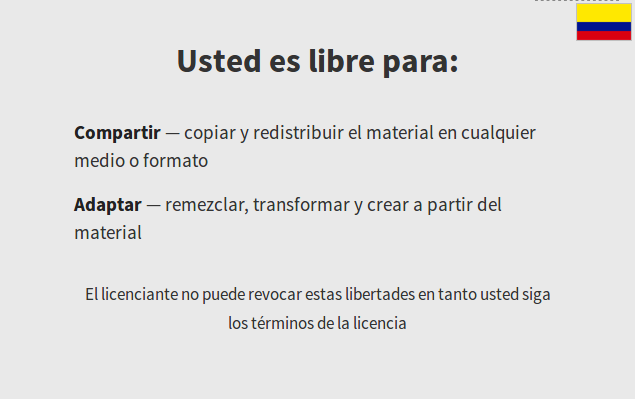 Usted es libre para:
Compartir — copiar y redistribuir el material en cualquier
medio o formato
Adaptar — remezclar, transformar y crear a partir del
material
El licenciante no puede revocar estas libertades en tanto usted siga
los términos de la licencia